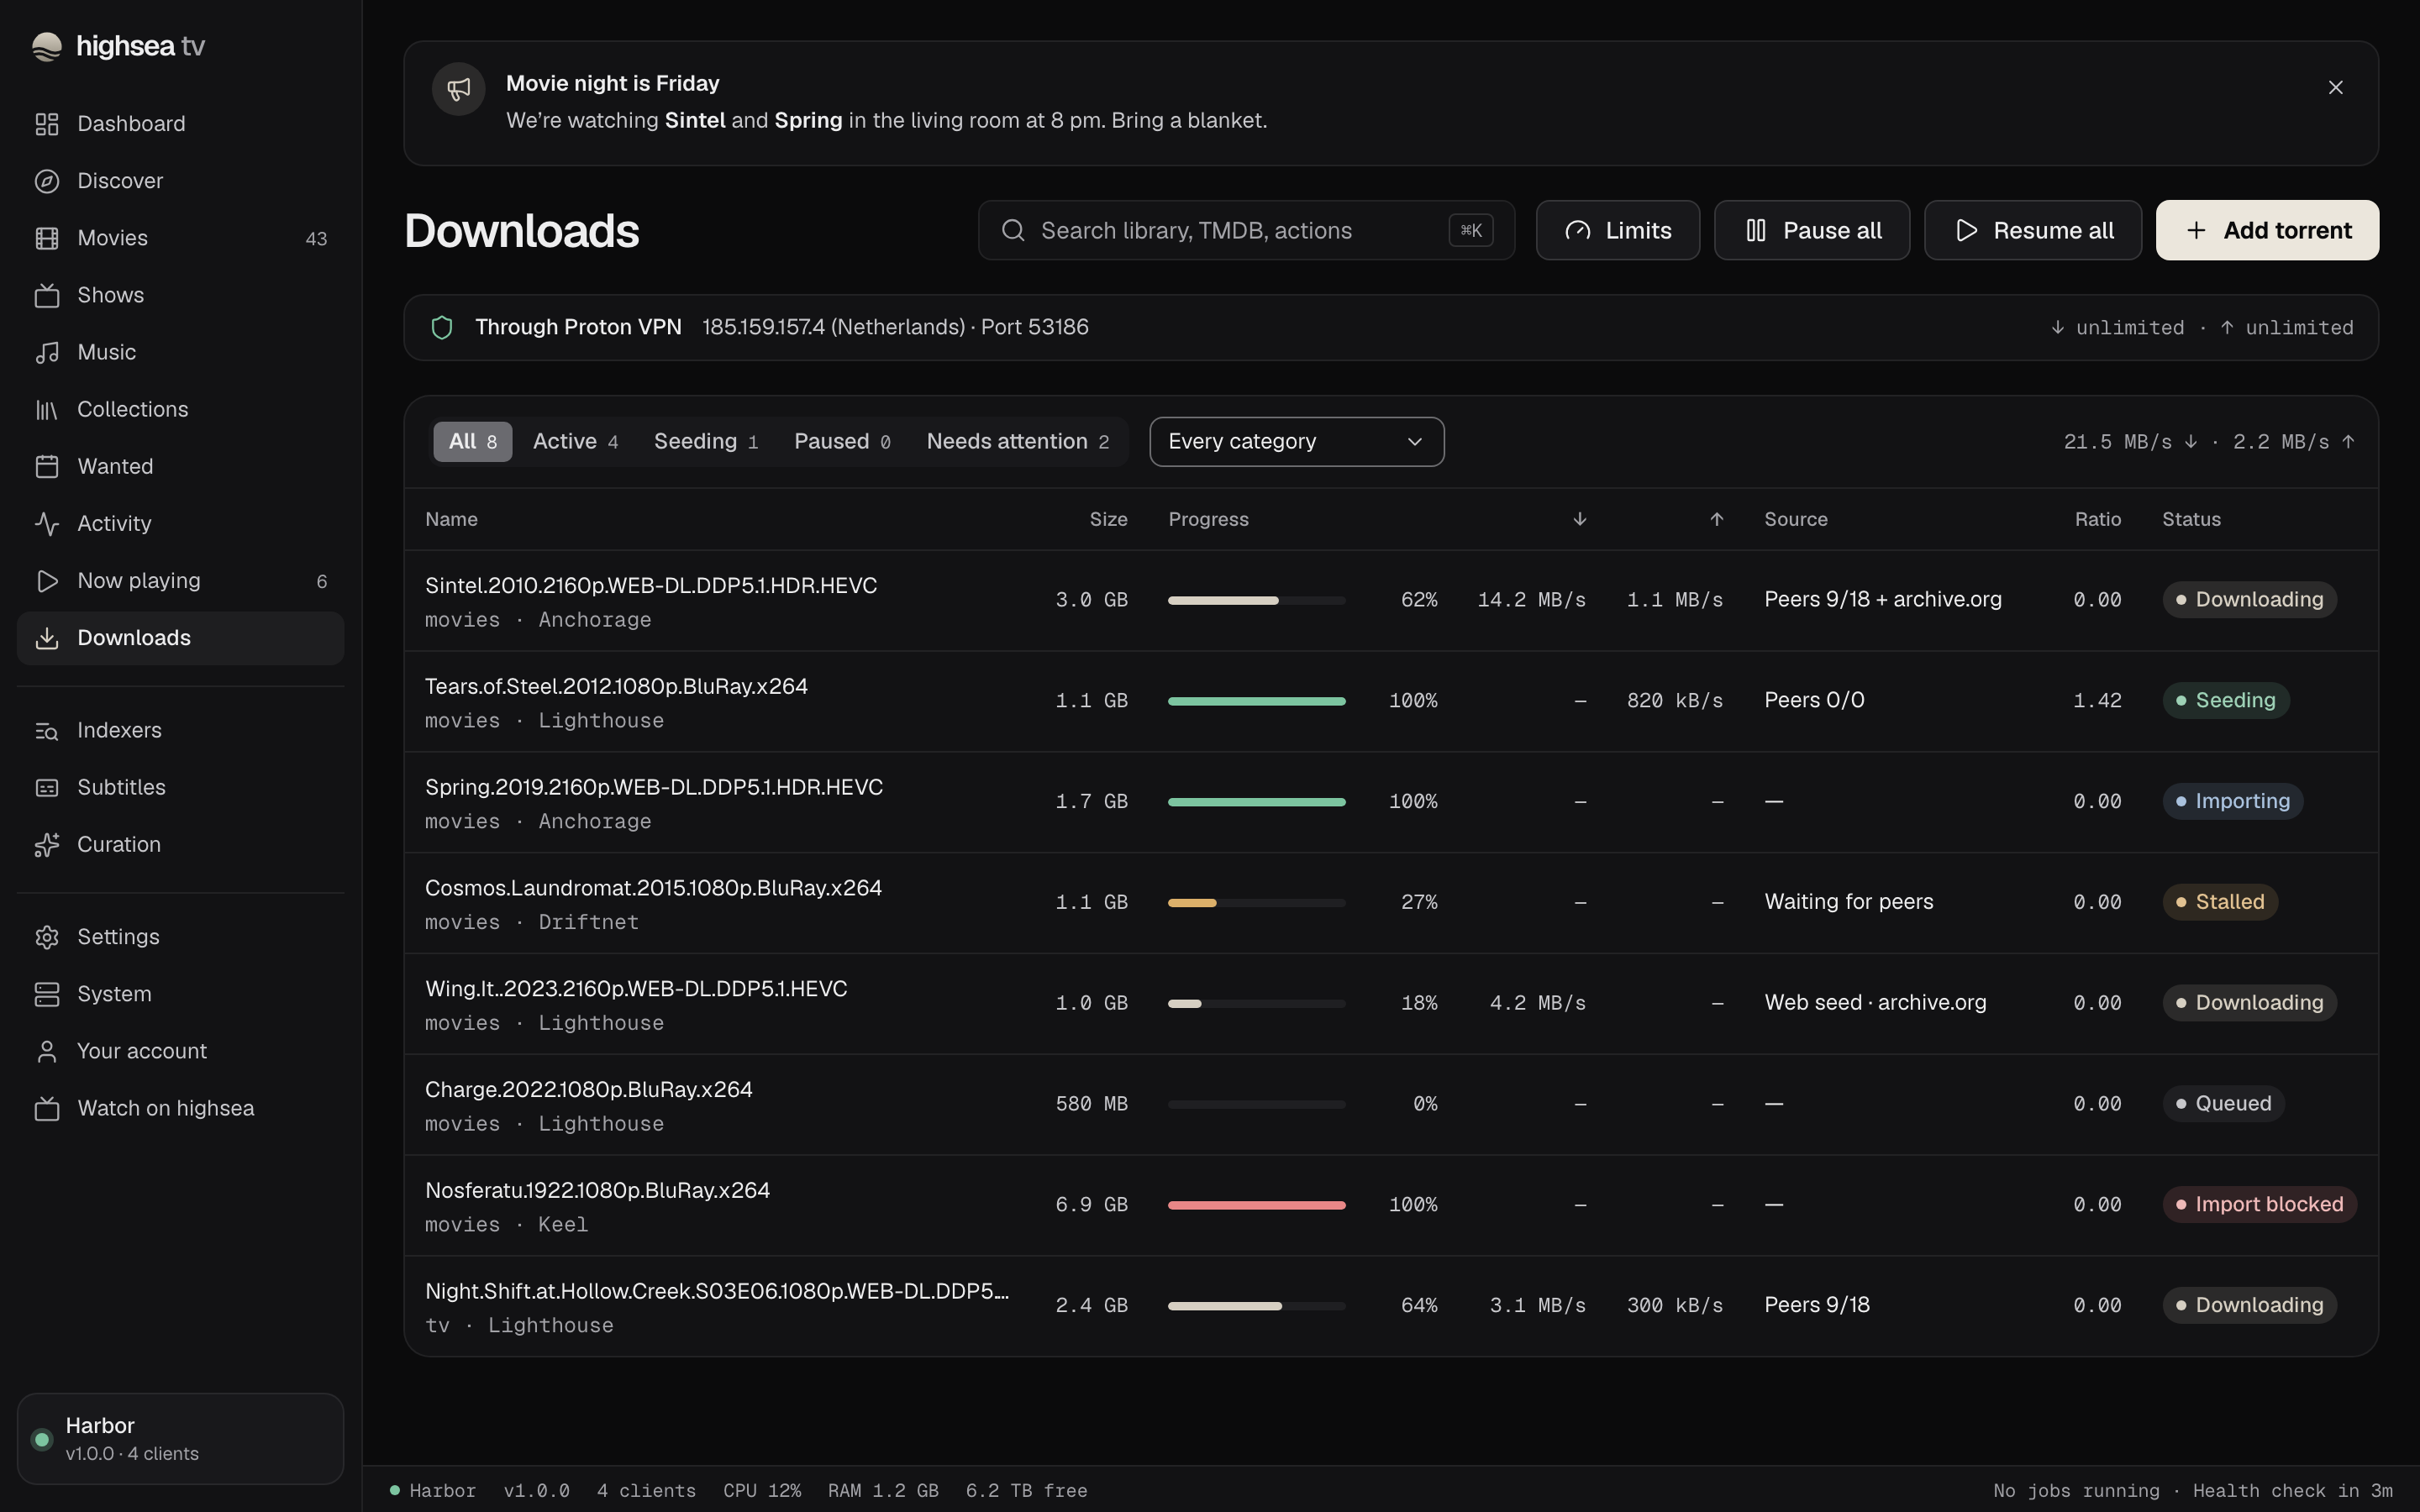 highsea tv
Dashboard
Discover
Movies 43
Shows
Music
Collections
Wanted
Activity
Now playing 6
Downloads
Indexers
Subtitles
Curation
Settings
System
Your account
Watch on highsea
Harbor
v1.0.0 · 4 clients
Movie night is Friday
We’re watching Sintel and Spring in the living room at 8 pm. Bring a blanket.
Downloads
Search library, TMDB, actions ⌘K
Limits
Pause all
Resume all
Add torrent
Through Proton VPN 185.159.157.4 (Netherlands) · Port 53186
↓ unlimited · ↑ unlimited
All 8 Active 4 Seeding 1 Paused 0 Needs attention 2
Every category
21.5 MB/s ↓ · 2.2 MB/s ↑
Name Size Progress ↓ ↑ Source Ratio Status
Sintel.2010.2160p.WEB-DL.DDP5.1.HDR.HEVC 3.0 GB 62% 14.2 MB/s 1.1 MB/s Peers 9/18 + archive.org 0.00 Downloading
movies · Anchorage
Tears.of.Steel.2012.1080p.BluRay.x264 1.1 GB 100% – 820 kB/s Peers 0/0 1.42 Seeding
movies · Lighthouse
Spring.2019.2160p.WEB-DL.DDP5.1.HDR.HEVC 1.7 GB 100% – – — 0.00 Importing
movies · Anchorage
Cosmos.Laundromat.2015.1080p.BluRay.x264 1.1 GB 27% – – Waiting for peers 0.00 Stalled
movies · Driftnet
Wing.It..2023.2160p.WEB-DL.DDP5.1.HEVC 1.0 GB 18% 4.2 MB/s – Web seed · archive.org 0.00 Downloading
movies · Lighthouse
Charge.2022.1080p.BluRay.x264 580 MB 0% – – — 0.00 Queued
movies · Lighthouse
Nosferatu.1922.1080p.BluRay.x264 6.9 GB 100% – – — 0.00 Import blocked
movies · Keel
Night.Shift.at.Hollow.Creek.S03E06.1080p.WEB-DL.DDP5.… 2.4 GB 64% 3.1 MB/s 300 kB/s Peers 9/18 0.00 Downloading
tv · Lighthouse
Harbor v1.0.0 4 clients CPU 12% RAM 1.2 GB 6.2 TB free
No jobs running · Health check in 3m